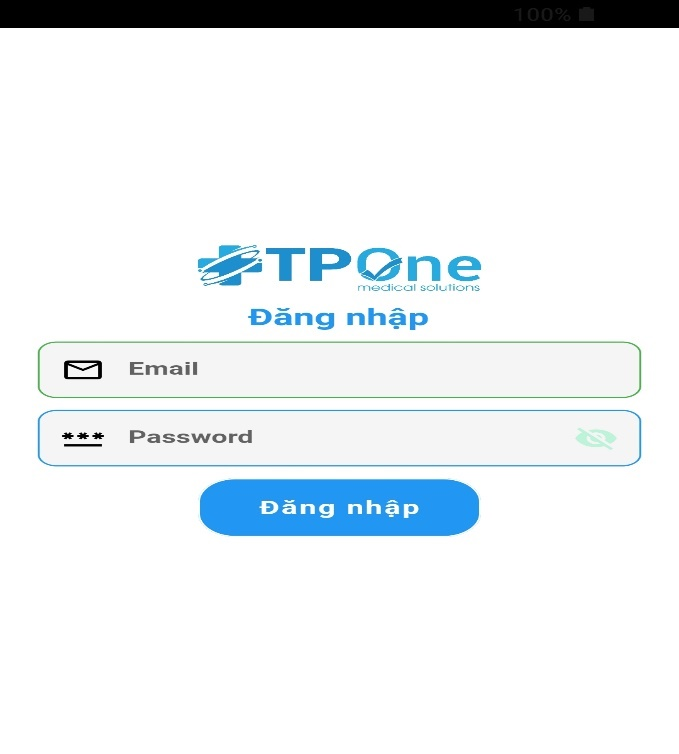 100%
TPOne
medical solutions
Đăng nhập
Email
*** Password
Đăng nhập